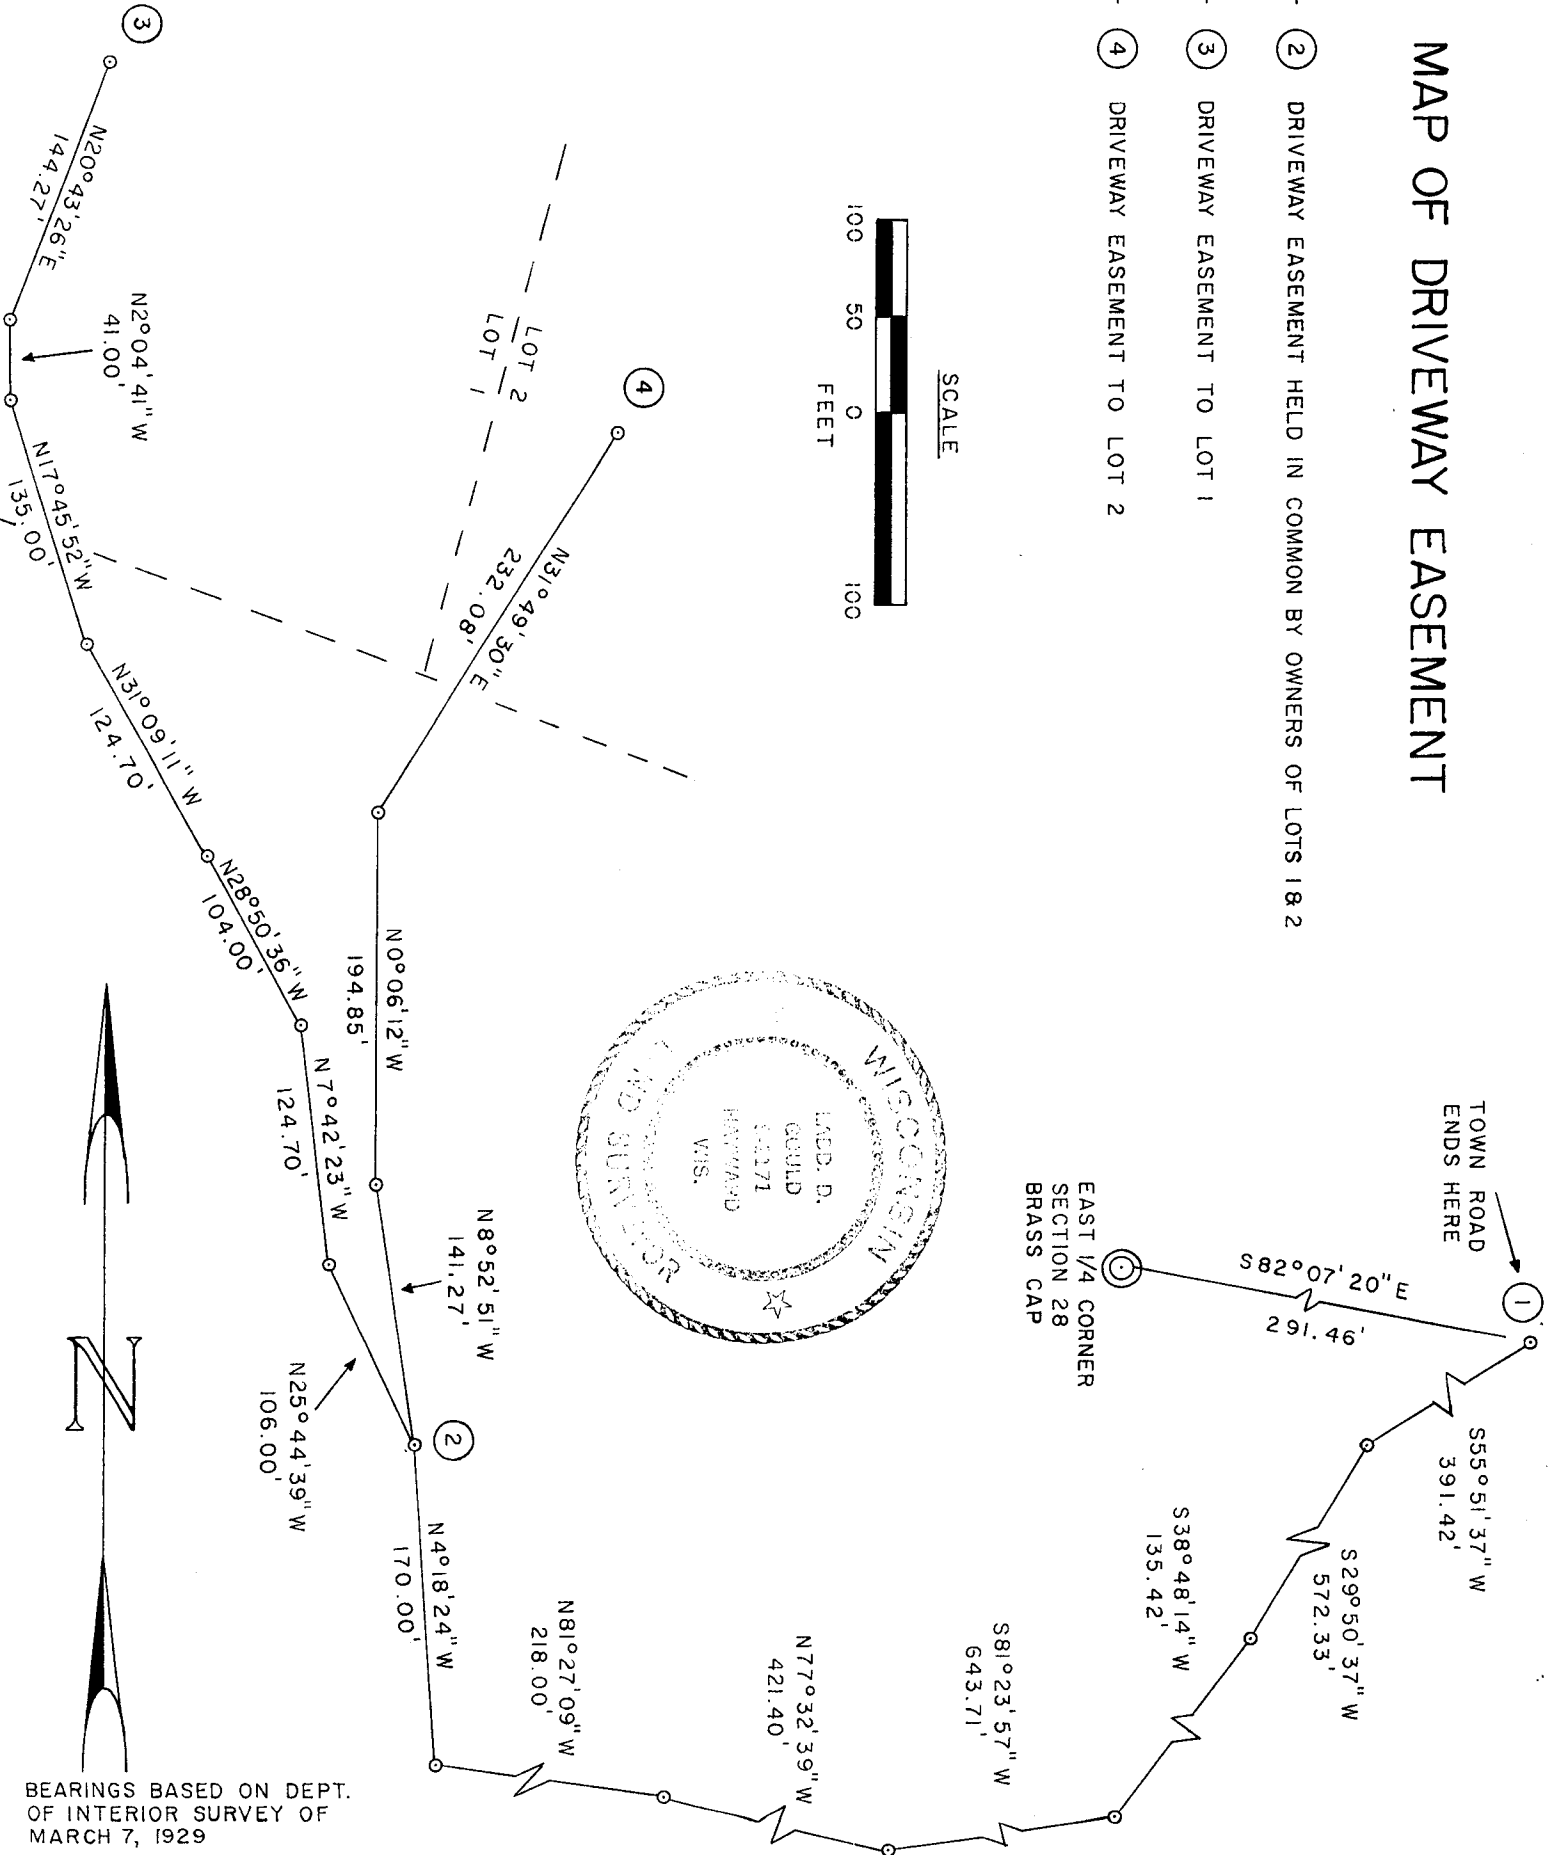 MAP OF DRIVEWAY EASEMENT
- 2 DRIVEWAY EASEMENT HELD IN COMMON BY OWNERS OF LOTS 1 & 2
- 3 DRIVEWAY EASEMENT TO LOT 1
- 4 DRIVEWAY EASEMENT TO LOT 2
SCALE
100 50 0 100
FEET
TOWN ROAD
ENDS HERE
1
S82°07'20"E
291.46'
EAST 1/4 CORNER
SECTION 28
BRASS CAP
S55°51'37"W
391.42'
S29°50'37"W
572.33'
S38°48'14"W
135.42'
S81°23'57"W
643.71'
N77°32'39"W
421.40'
N81°27'09"W
218.00'
N4°18'24"W
170.00'
2
N8°52'51"W
141.27'
N25°44'39"W
106.00'
N0°06'12"W
194.85'
N7°42'23"W
124.70'
N28°50'36"W
104.00'
N31°09'11"W
124.70'
N31°49'30"E
232.08'
4
LOT 2
LOT 1
N17°45'52"W
135.00'
N2°04'41"W
41.00'
N20°43'26"E
144.27'
3
WISCONSIN
LADD. D.
GOULD
HAYWARD
WIS.
SURVEYOR
N
BEARINGS BASED ON DEPT.
OF INTERIOR SURVEY OF
MARCH 7, 1929